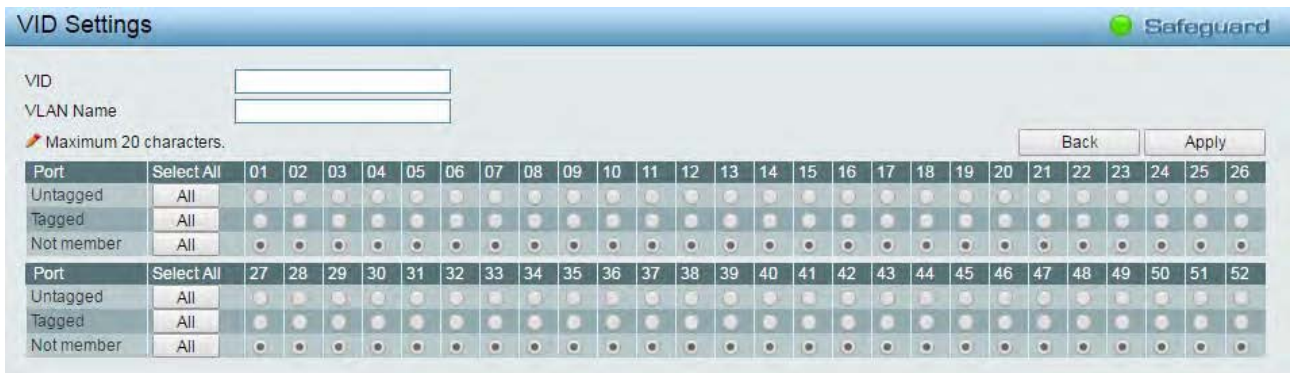 VID Settings
Safeguard
VID
VLAN Name
Maximum 20 characters.
Back Apply
Port Select All 01 02 03 04 05 06 07 08 09 10 11 12 13 14 15 16 17 18 19 20 21 22 23 24 25 26
Untagged All
Tagged All
Not member All
Port Select All 27 28 29 30 31 32 33 34 35 36 37 38 39 40 41 42 43 44 45 46 47 48 49 50 51 52
Untagged All
Tagged All
Not member All